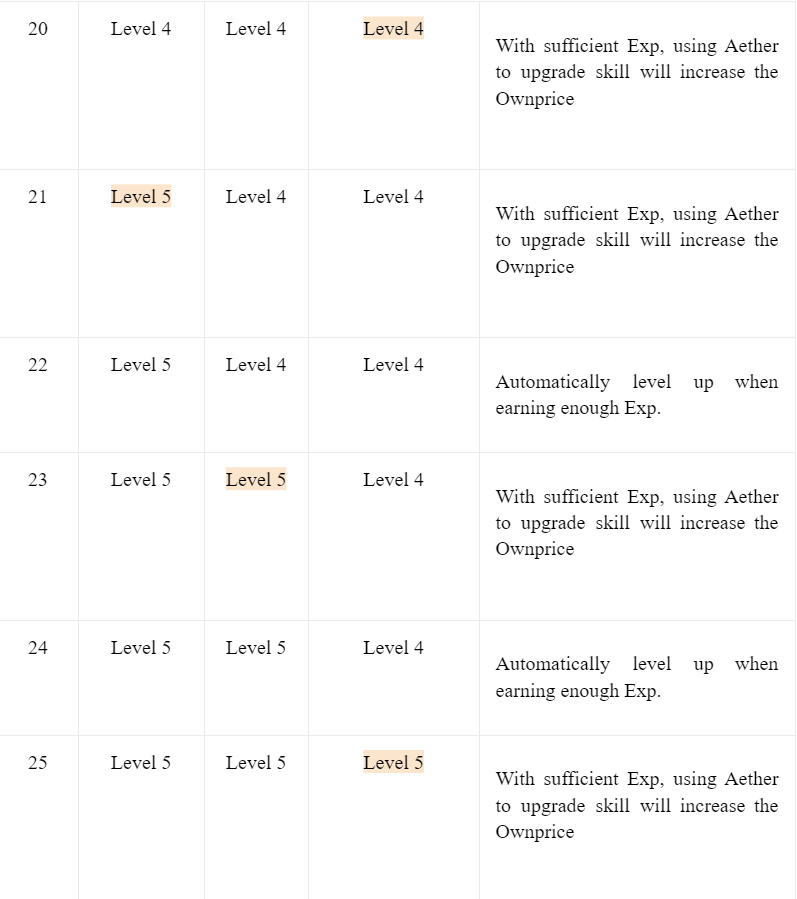 20 Level 4 Level 4 Level 4
With sufficient Exp, using Aether
to upgrade skill will increase the
Ownprice
21 Level 5 Level 4 Level 4
With sufficient Exp, using Aether
to upgrade skill will increase the
Ownprice
22 Level 5 Level 4 Level 4
Automatically level up when
earning enough Exp.
23 Level 5 Level 5 Level 4
With sufficient Exp, using Aether
to upgrade skill will increase the
Ownprice
24 Level 5 Level 5 Level 4
Automatically level up when
earning enough Exp.
25 Level 5 Level 5 Level 5
With sufficient Exp, using Aether
to upgrade skill will increase the
Ownprice